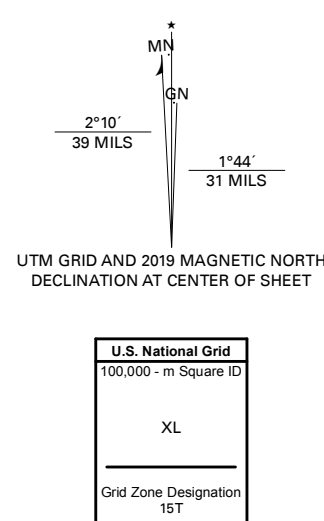 MN
GN
2°10´
39 MILS
1°44´
31 MILS
UTM GRID AND 2019 MAGNETIC NORTH
DECLINATION AT CENTER OF SHEET
U.S. National Grid
100,000 - m Square ID
XL
Grid Zone Designation
15T